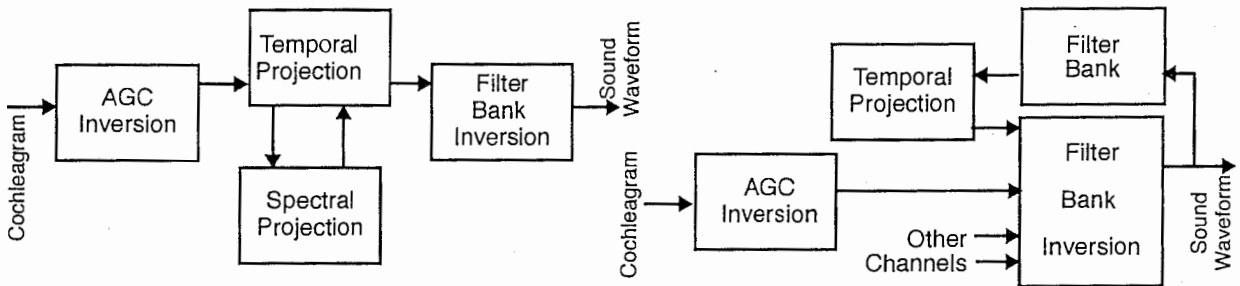 Cochleagram
AGC
Inversion
Temporal
Projection
Spectral
Projection
Filter
Bank
Inversion
Sound
Waveform
Cochleagram
AGC
Inversion
Temporal
Projection
Filter
Bank
Filter
Bank
Inversion
Other
Channels
Sound
Waveform